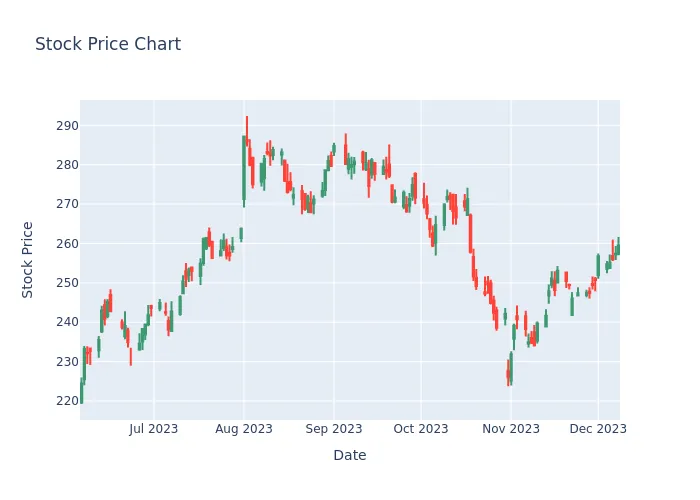 Stock Price Chart
290
280
270
260
250
240
230
220
Stock Price
Jul 2023
Aug 2023
Sep 2023
Oct 2023
Nov 2023
Dec 2023
Date